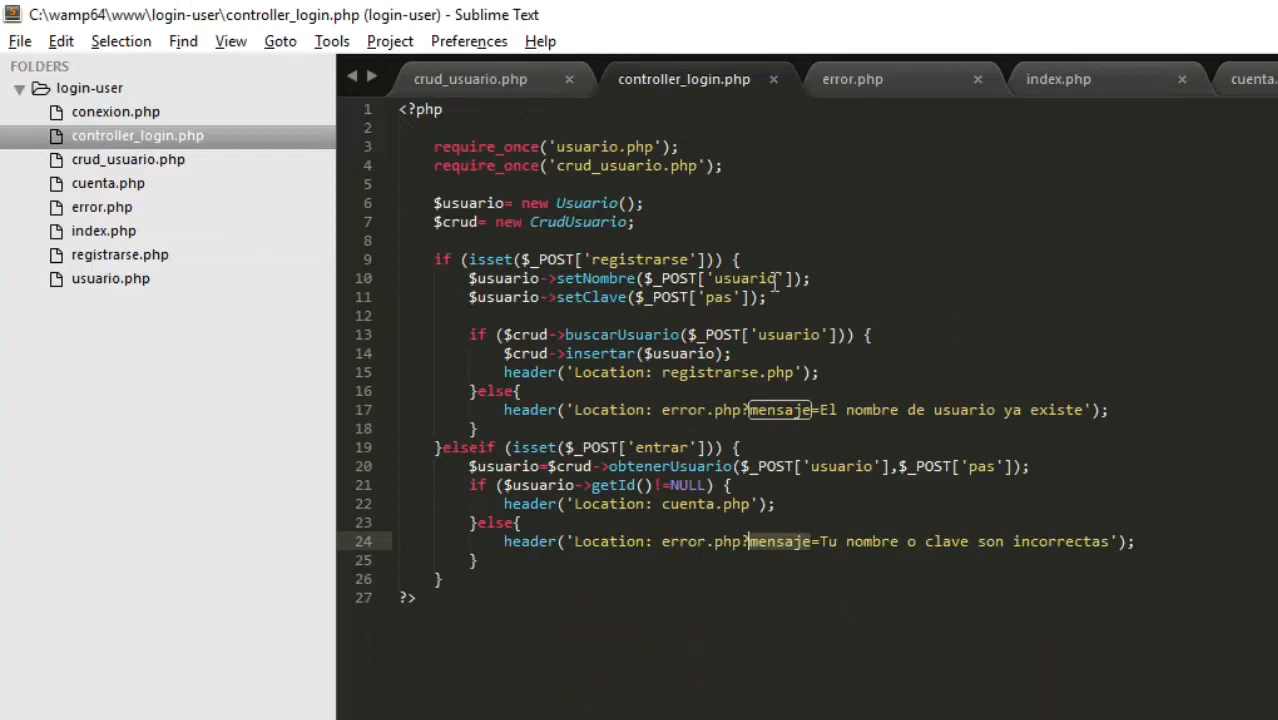 C:\wamp64\www\login-user\controller_login.php (login-user) - Sublime Text
File Edit Selection Find View Goto Tools Project Preferences Help
FOLDERS
login-user
conexion.php
controller_login.php
crud_usuario.php
cuenta.php
error.php
index.php
registrarse.php
usuario.php
crud_usuario.php × controller_login.php × error.php × index.php × cuenta.
1 <?php
2
3 require_once('usuario.php');
4 require_once('crud_usuario.php');
5
6 $usuario= new Usuario();
7 $crud= new CrudUsuario;
8
9 if (isset($_POST['registrarse'])) {
10 $usuario->setNombre($_POST['usuario']);
11 $usuario->setClave($_POST['pas']);
12
13 if ($crud->buscarUsuario($_POST['usuario'])) {
14 $crud->insertar($usuario);
15 header('Location: registrarse.php');
16 }else{
17 header('Location: error.php?mensaje=El nombre de usuario ya existe');
18 }
19 }elseif (isset($_POST['entrar'])) {
20 $usuario=$crud->obtenerUsuario($_POST['usuario'],$_POST['pas']);
21 if ($usuario->getId()!=NULL) {
22 header('Location: cuenta.php');
23 }else{
24 header('Location: error.php?mensaje=Tu nombre o clave son incorrectas');
25 }
26 }
27 ?>